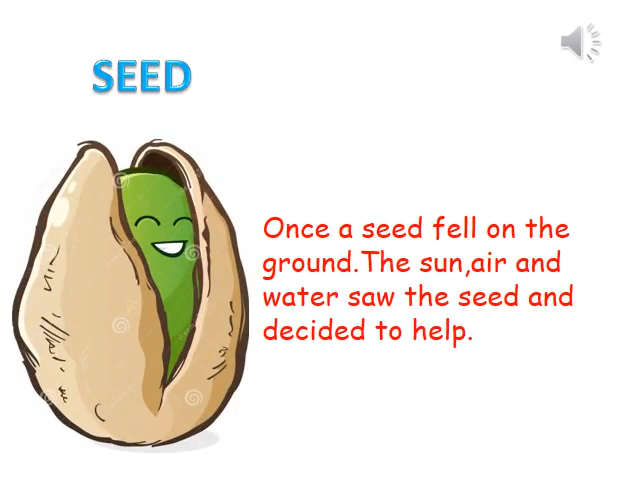 SEED
Once a seed fell on the
ground.The sun,air and
water saw the seed and
decided to help.